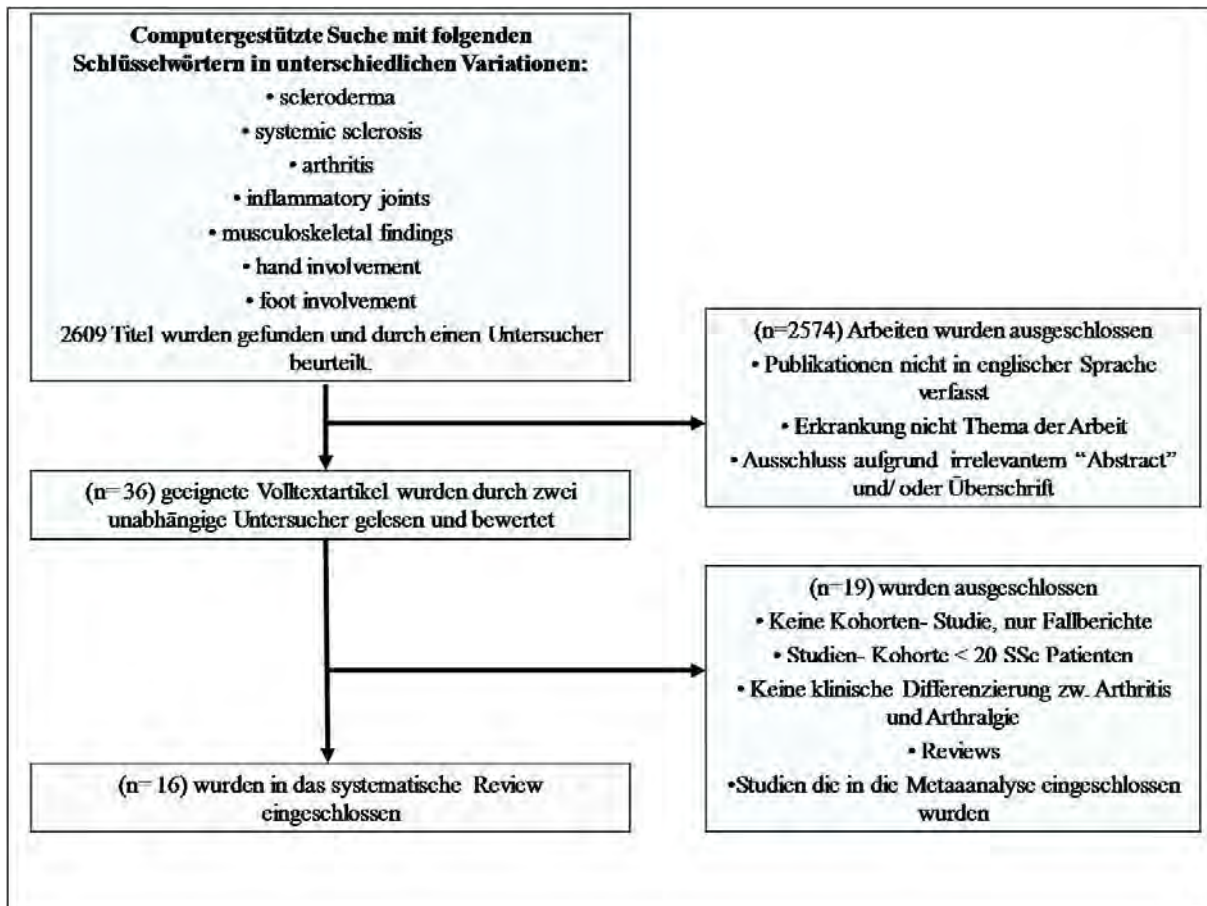 Computergestützte Suche mit folgenden
Schlüsselwörtern in unterschiedlichen Variationen:
• scleroderma
• systemic sclerosis
• arthritis
• inflammatory joints
• musculoskeletal findings
• hand involvement
• foot involvement
2609 Titel wurden gefunden und durch einen Untersucher
beurteilt.
(n=2574) Arbeiten wurden ausgeschlossen
• Publikationen nicht in englischer Sprache
verfasst
• Erkrankung nicht Thema der Arbeit
• Ausschluss aufgrund irrelevantem “Abstract”
und/ oder Überschrift
(n=36) geeignete Volltextartikel wurden durch zwei
unabhängige Untersucher gelesen und bewertet
(n=19) wurden ausgeschlossen
• Keine Kohorten- Studie, nur Fallberichte
• Studien- Kohorte < 20 SSc Patienten
• Keine klinische Differenzierung zw. Arthritis
und Arthralgie
• Reviews
•Studien die in die Metaaanalyse eingeschlossen
wurden
(n=16) wurden in das systematische Review
eingeschlossen